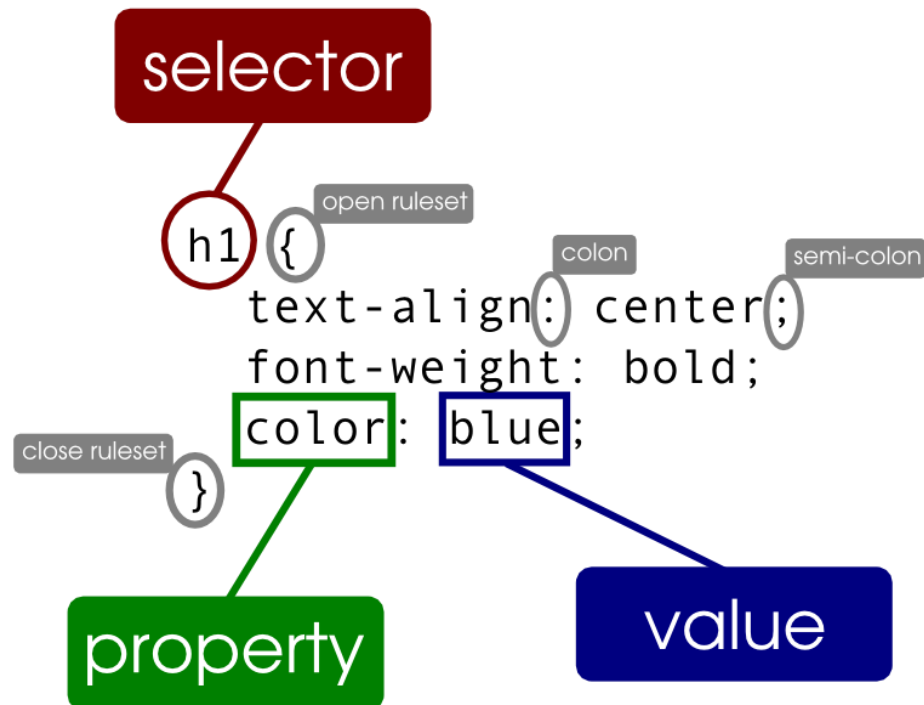 selector
open ruleset
h1 {
colon
semi-colon
text-align: center;
font-weight: bold;
color: blue;
close ruleset
}
property
value